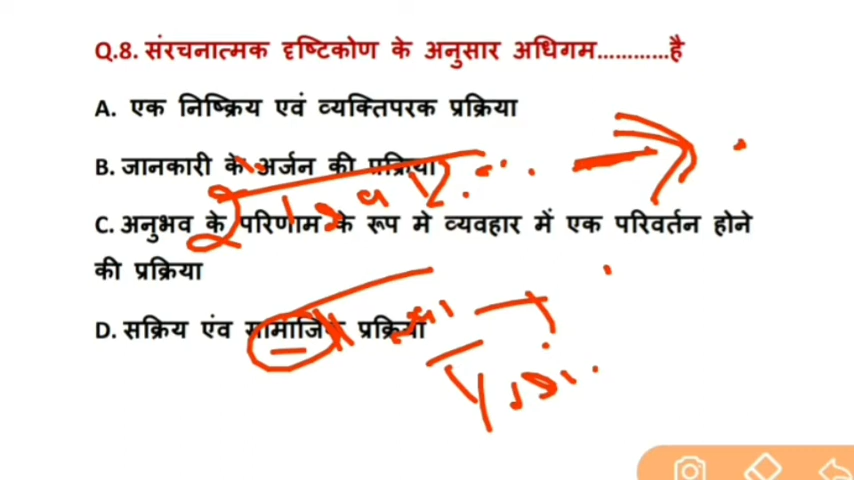 Q.8. संरचनात्मक दृष्टिकोण के अनुसार अधिगम............है
A. एक निष्क्रिय एवं व्यक्तिपरक प्रक्रिया
B. जानकारी के अर्जन की प्रक्रिया
C. अनुभव के परिणाम के रूप मे व्यवहार में एक परिवर्तन होने
की प्रक्रिया
D. सक्रिय एंव सामाजिक प्रक्रिया